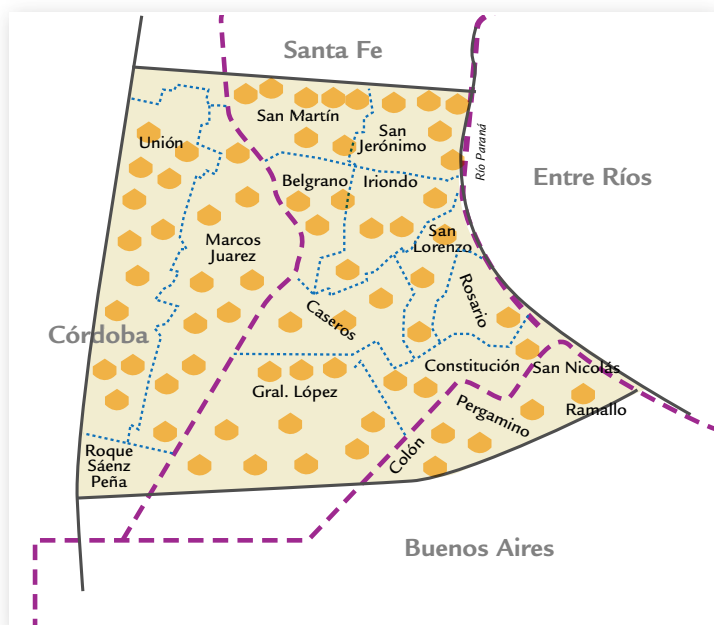 Santa Fe
San Martín
San
Jerónimo
Río Paraná
Unión
Entre Ríos
Belgrano
Iriondo
San
Lorenzo
Marcos
Juarez
Rosario
Caseros
Córdoba
Constitución
San Nicolás
Gral. López
Pergamino
Ramallo
Colón
Roque
Sáenz
Peña
Buenos Aires